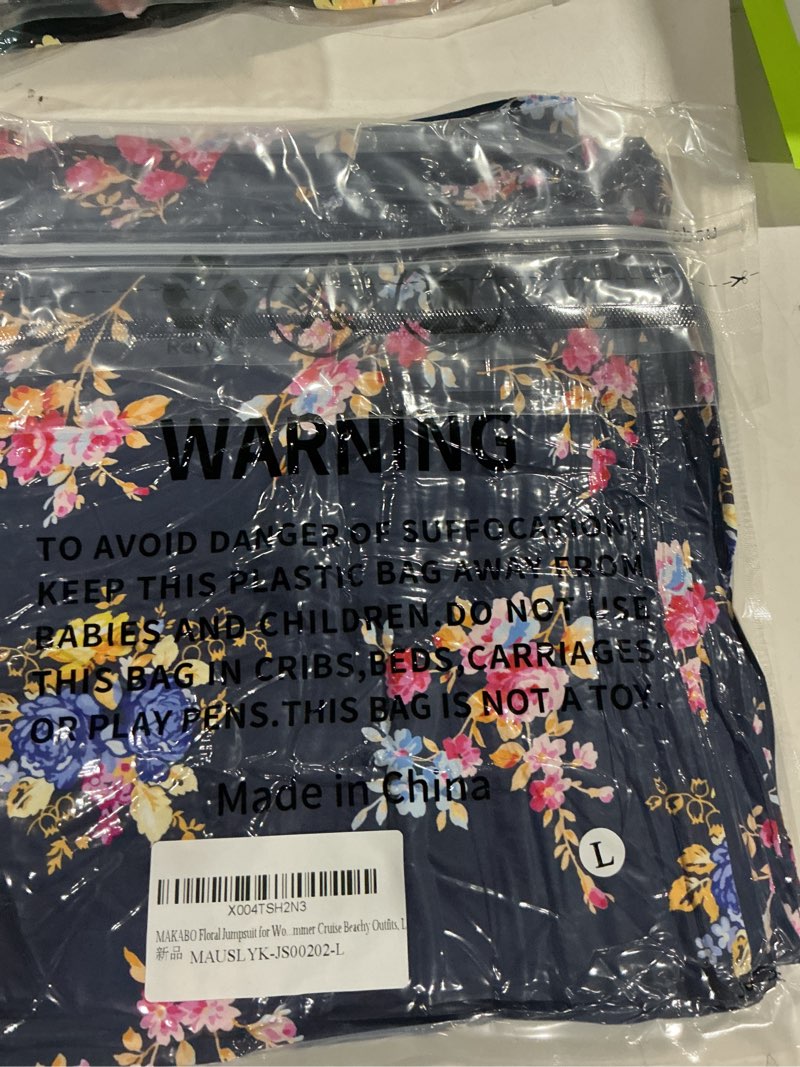 WARNING
TO AVOID DANGER OF SUFFOCATION,
KEEP THIS PLASTIC BAG AWAY FROM
BABIES AND CHILDREN.DO NOT USE
THIS BAG IN CRIBS,BEDS,CARRIAGES
OR PLAY PENS.THIS BAG IS NOT A TOY.
Made in China
L
X004TSH2N3
MAKABO Floral Jumpsuit for Wo...mmer Cruise Beachy Outfits, L
新品 MAUSLYK-JS00202-L